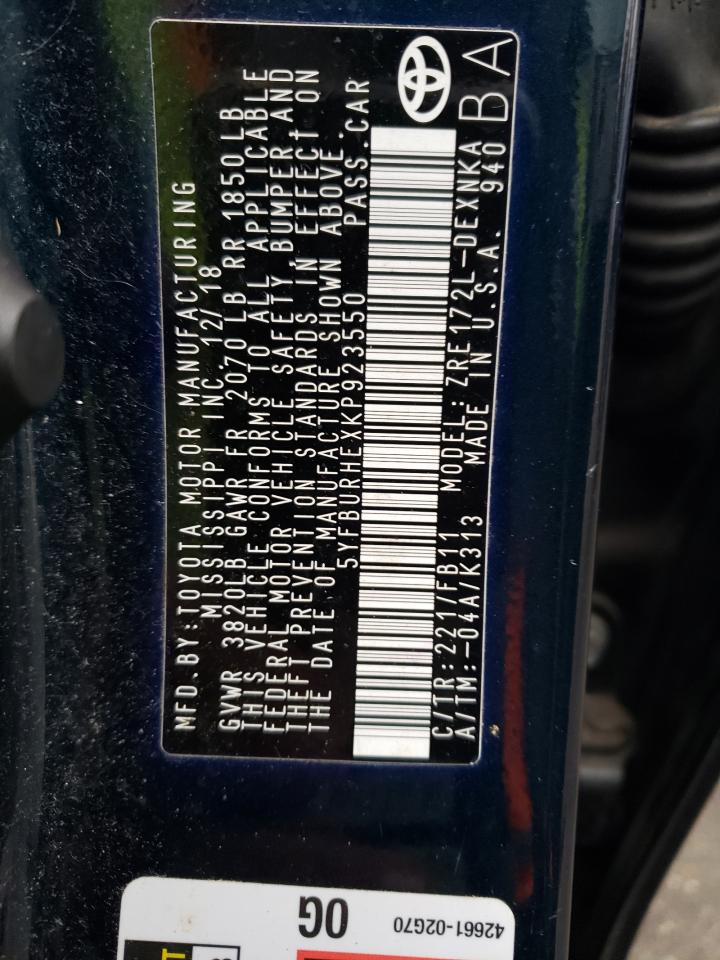 MFD.BY:TOYOTA MOTOR MANUFACTURING
MISSISSIPPI INC. 12/18
GVWR 3820LB GAWR FR 2070 LB RR 1850LB
THIS VEHICLE CONFORMS TO ALL APPLICABLE
FEDERAL MOTOR VEHICLE SAFETY, BUMPER AND
THEFT PREVENTION STANDARDS IN EFFECT ON
THE DATE OF MANUFACTURE SHOWN ABOVE.
5YFBURHEXKP923550 PASS.CAR
C/TR:221/FB11 MODEL:ZRE172L-DEXNKA
A/TM:-04A/K313 MADE IN U.S.A. 940
BA
0G
42661-02G70